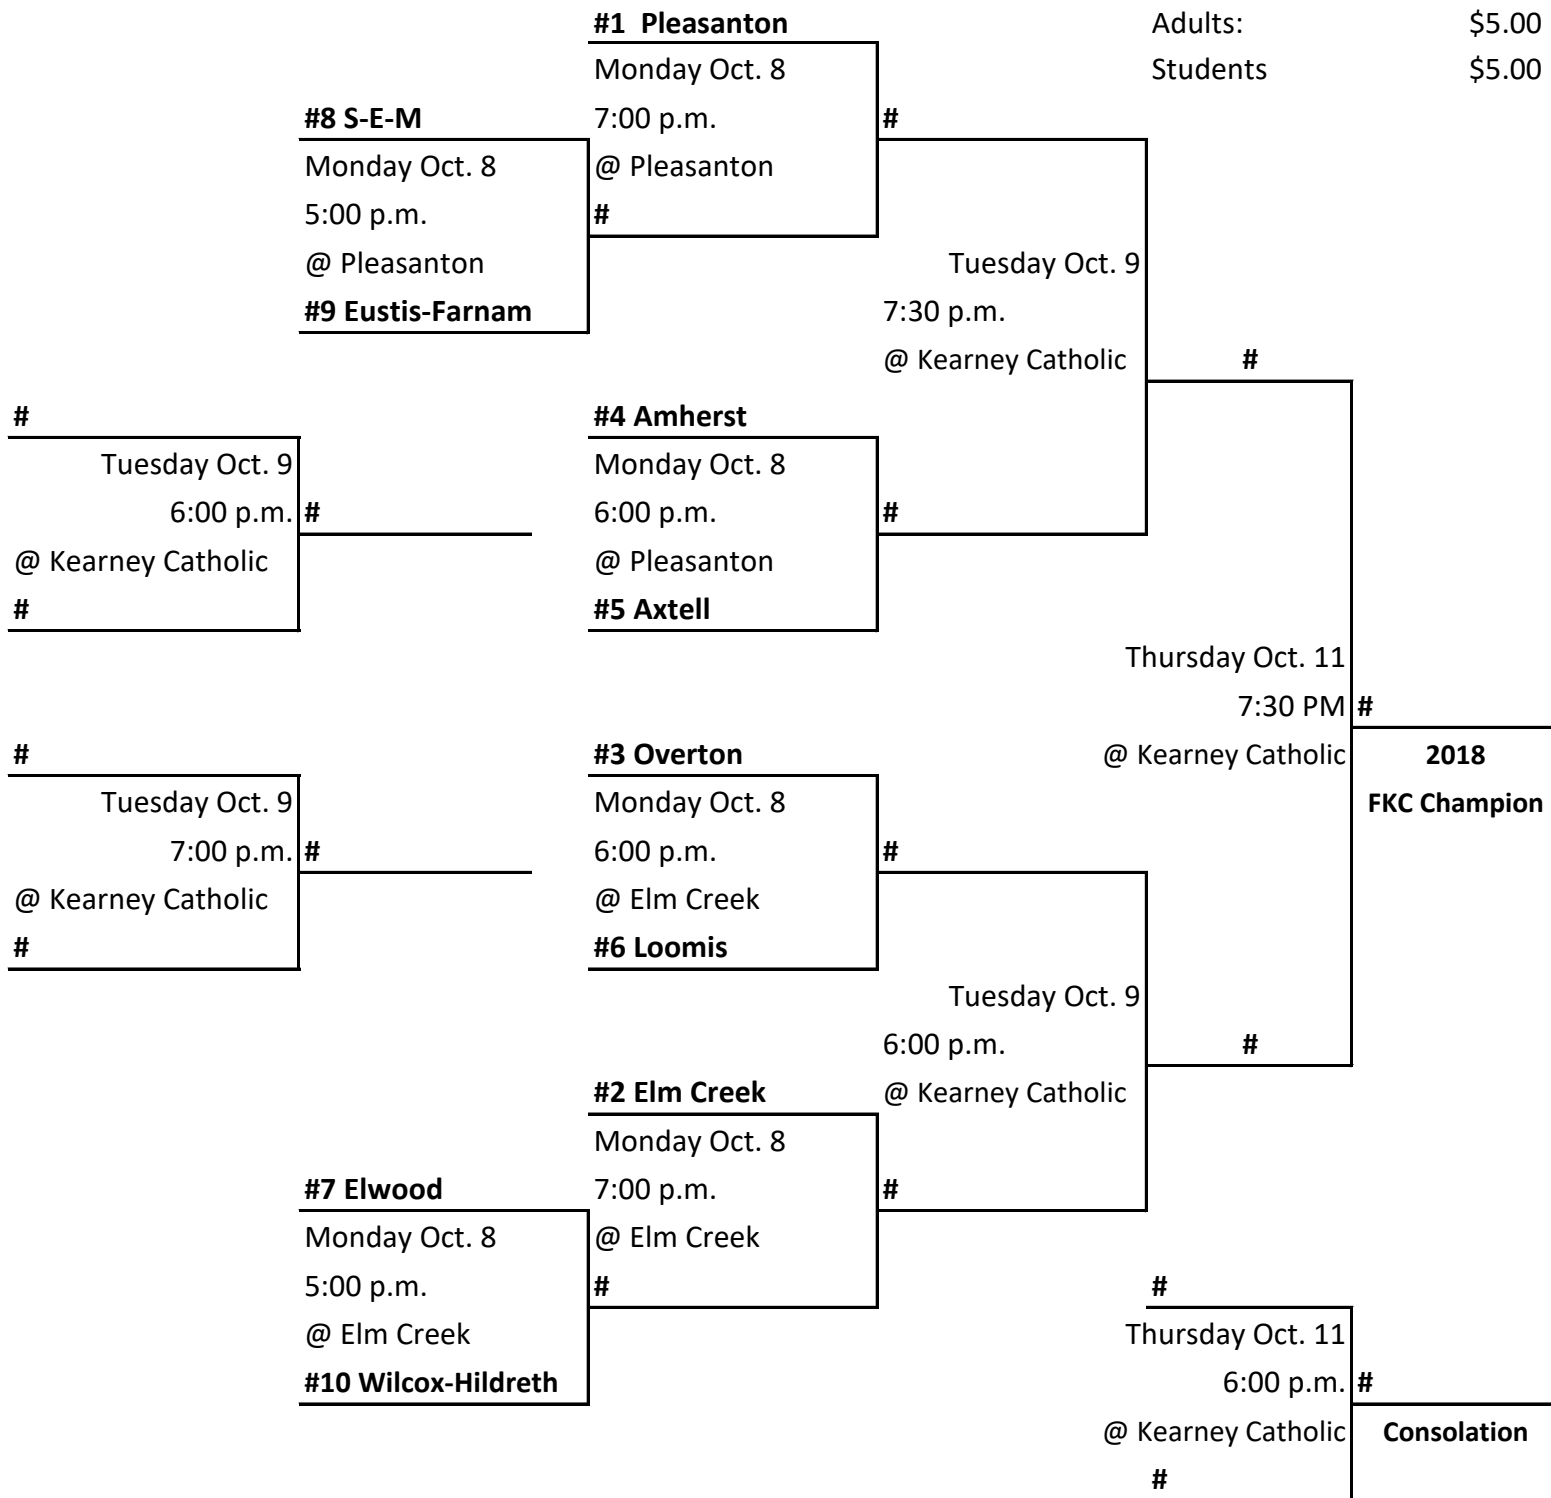 #1 Pleasanton
Adults: $5.00
Monday Oct. 8
Students $5.00
#8 S-E-M
7:00 p.m.
#
Monday Oct. 8
@ Pleasanton
5:00 p.m.
#
@ Pleasanton
Tuesday Oct. 9
#9 Eustis-Farnam
7:30 p.m.
@ Kearney Catholic
#
#
#4 Amherst
Tuesday Oct. 9
Monday Oct. 8
6:00 p.m.
#
6:00 p.m.
#
@ Kearney Catholic
@ Pleasanton
#
#5 Axtell
Thursday Oct. 11
7:30 PM
#
#
#3 Overton
@ Kearney Catholic
2018
Tuesday Oct. 9
Monday Oct. 8
FKC Champion
7:00 p.m.
#
6:00 p.m.
#
@ Kearney Catholic
@ Elm Creek
#
#6 Loomis
Tuesday Oct. 9
6:00 p.m.
#
#2 Elm Creek
@ Kearney Catholic
Monday Oct. 8
#7 Elwood
7:00 p.m.
#
Monday Oct. 8
@ Elm Creek
5:00 p.m.
#
#
@ Elm Creek
Thursday Oct. 11
#10 Wilcox-Hildreth
6:00 p.m.
#
@ Kearney Catholic
Consolation
#